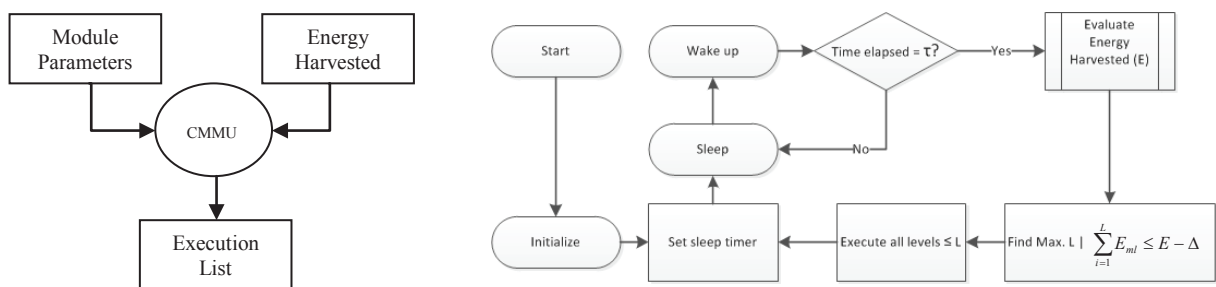 Module
Parameters
Energy
Harvested
CMMU
Execution
List
Start
Wake up
Time elapsed = τ?
Yes
Evaluate
Energy
Harvested (E)
Sleep
No
Initialize
Set sleep timer
Execute all levels ≤ L
Find Max. L | \sum_{i=1}^{L} E_{ml} ≤ E − Δ